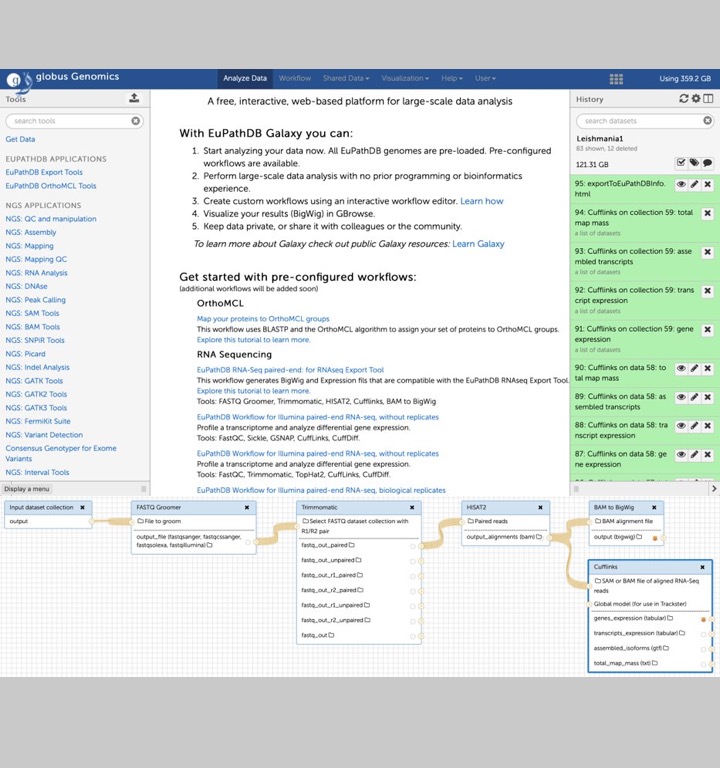 globus Genomics
Analyze Data Workflow Shared Data Visualization Help User
Using 359.2 GB
Tools
search tools
Get Data
EUPATHDB APPLICATIONS
EuPathDB Export Tools
EuPathDB OrthoMCL Tools
NGS APPLICATIONS
NGS: QC and manipulation
NGS: Assembly
NGS: Mapping
NGS: Mapping QC
NGS: RNA Analysis
NGS: DNAse
NGS: Peak Calling
NGS: SAM Tools
NGS: BAM Tools
NGS: SNPiR Tools
NGS: Picard
NGS: Indel Analysis
NGS: GATK Tools
NGS: GATK2 Tools
NGS: GATK3 Tools
NGS: FermiKit Suite
NGS: Variant Detection
Consensus Genotyper for Exome
Variants
NGS: Interval Tools
Display a menu
A free, interactive, web-based platform for large-scale data analysis
With EuPathDB Galaxy you can:
1. Start analyzing your data now. All EuPathDB genomes are pre-loaded. Pre-configured
workflows are available.
2. Perform large-scale data analysis with no prior programming or bioinformatics
experience.
3. Create custom workflows using an interactive workflow editor. Learn how
4. Visualize your results (BigWig) in GBrowse.
5. Keep data private, or share it with colleagues or the community.
To learn more about Galaxy check out public Galaxy resources: Learn Galaxy
Get started with pre-configured workflows:
(additional workflows will be added soon)
OrthoMCL
Map your proteins to OrthoMCL groups
This workflow uses BLASTP and the OrthoMCL algorithm to assign your set of proteins to OrthoMCL groups.
Explore this tutorial to learn more.
RNA Sequencing
EuPathDB RNA-Seq paired-end: for RNAseq Export Tool
This workflow generates BigWig and Expression fils that are compatible with the EuPathDB RNAseq Export Tool.
Explore this tutorial to learn more.
Tools: FASTQ Groomer, Trimmomatic, HISAT2, Cufflinks, BAM to BigWig
EuPathDB Workflow for Illumina paired-end RNA-seq, without replicates
Profile a transcriptome and analyze differential gene expression.
Tools: FastQC, Sickle, GSNAP, CuffLinks, CuffDiff.
EuPathDB Workflow for Illumina paired-end RNA-seq, without replicates
Profile a transcriptome and analyze differential gene expression.
Tools: FastQC, Trimmomatic, TopHat2, CuffLinks, CuffDiff.
EuPathDB Workflow for Illumina paired-end RNA-seq, biological replicates
History
search datasets
Leishmania1
83 shown, 12 deleted
121.31 GB
95: exportToEuPathDBInfo.
html
94: Cufflinks on collection 59: total
map mass
a list of datasets
93: Cufflinks on collection 59: asse
mbled transcripts
a list of datasets
92: Cufflinks on collection 59: trans
cript expression
a list of datasets
91: Cufflinks on collection 59: gene
expression
a list of datasets
90: Cufflinks on data 58: to
tal map mass
89: Cufflinks on data 58: as
sembled transcripts
88: Cufflinks on data 58: tra
nscript expression
87: Cufflinks on data 58: ge
ne expression
Input dataset collection
output
FASTQ Groomer
File to groom
output_file (fastqsanger, fastqcssanger,
fastqsolexa, fastqillumina)
Trimmomatic
Select FASTQ dataset collection with
R1/R2 pair
fastq_out_paired
fastq_out_unpaired
fastq_out_r1_paired
fastq_out_r2_paired
fastq_out_r1_unpaired
fastq_out_r2_unpaired
fastq_out
HISAT2
Paired reads
output_alignments (bam)
BAM to BigWig
BAM alignment file
output (bigwig)
Cufflinks
SAM or BAM file of aligned RNA-Seq
reads
Global model (for use in Trackster)
genes_expression (tabular)
transcripts_expression (tabular)
assembled_isoforms (gtf)
total_map_mass (txt)